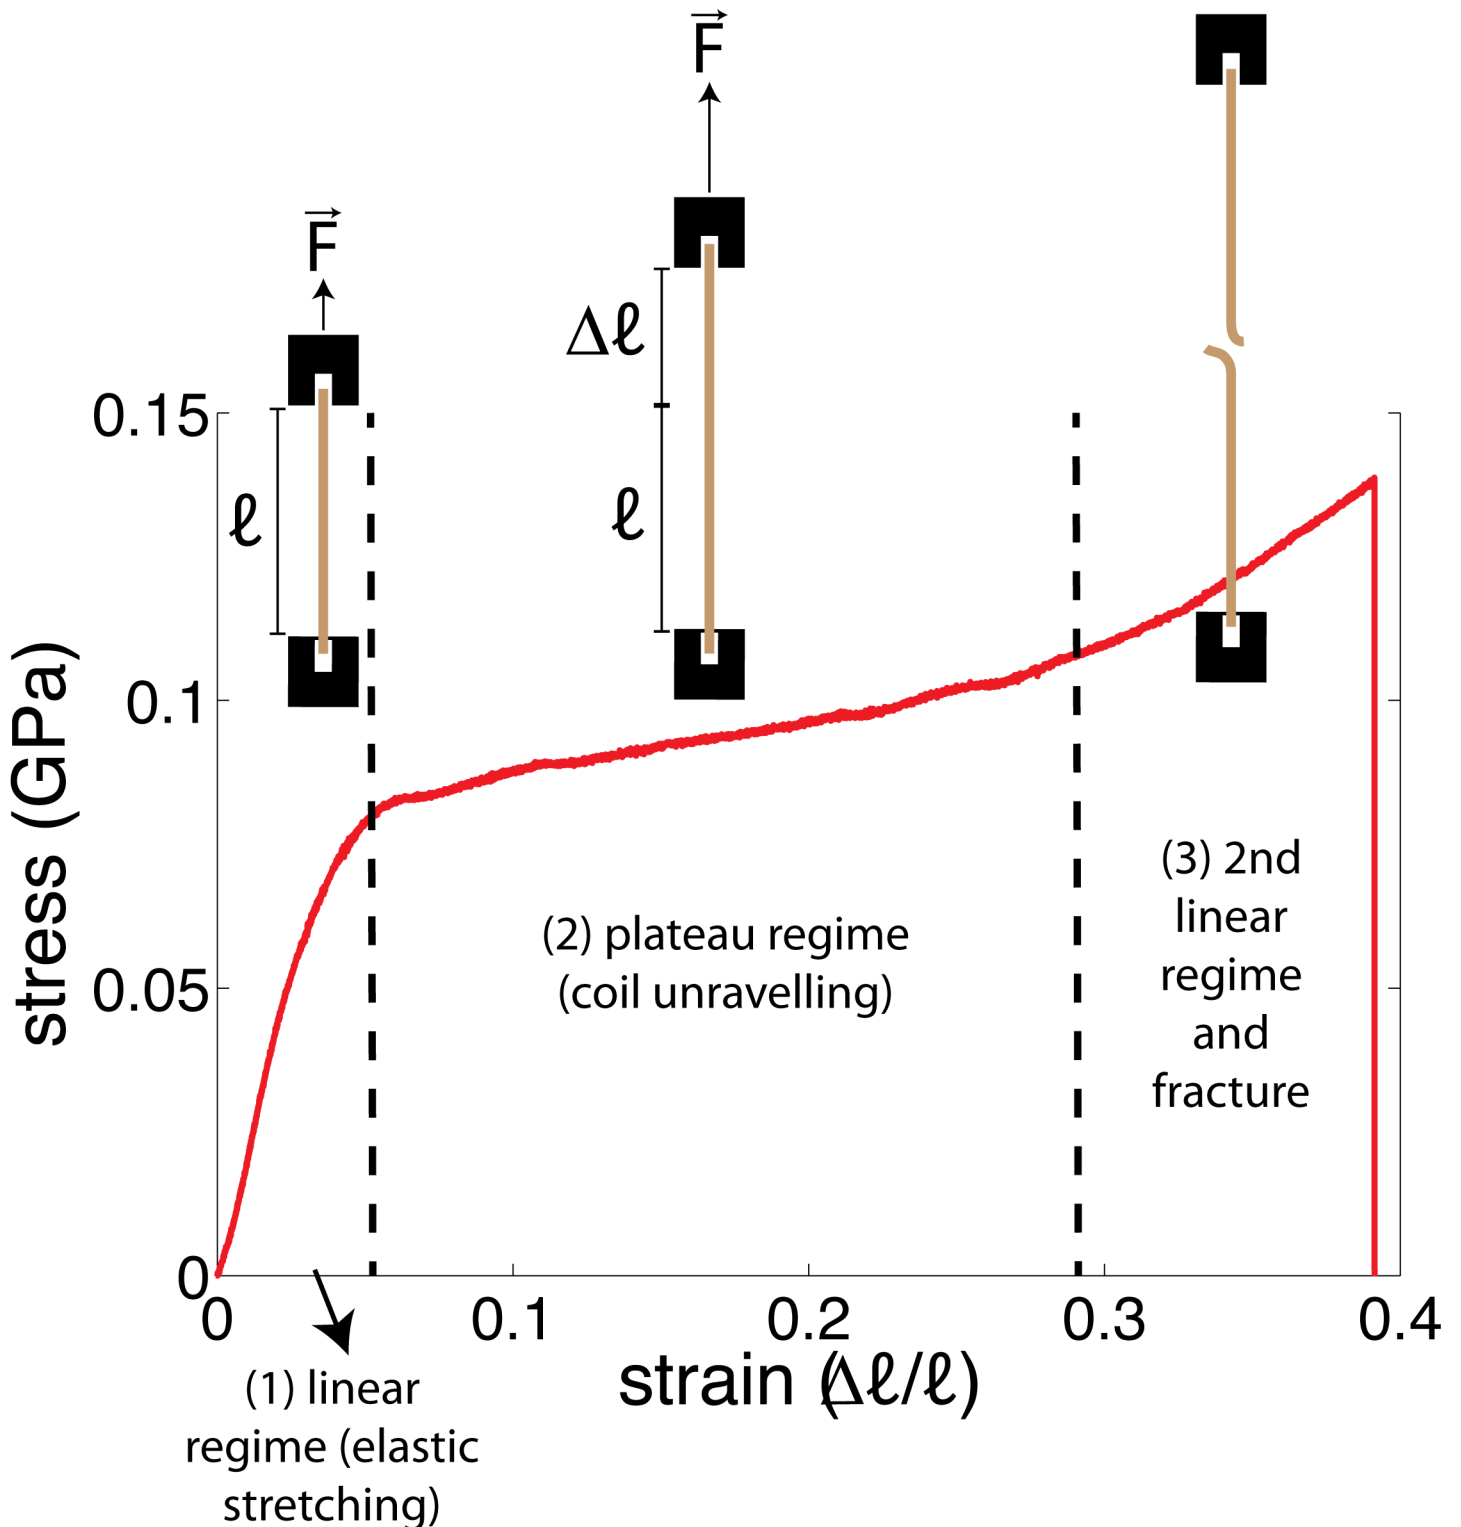 F
F
Δℓ
ℓ
ℓ
0.15
0.1
0.05
0
stress (GPa)
(2) plateau regime
(coil unravelling)
(3) 2nd
linear
regime
and
fracture
0
0.1
0.2
0.3
0.4
strain (Δℓ/ℓ)
(1) linear
regime (elastic
stretching)